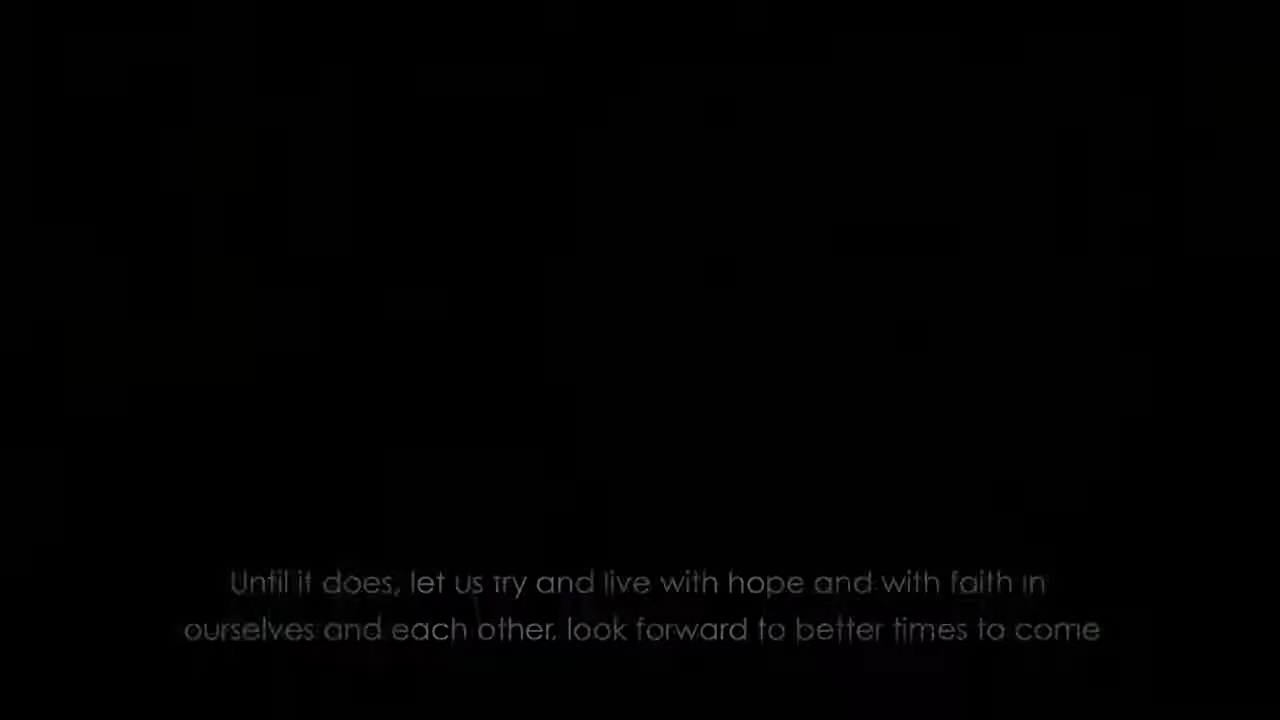 Until it does, let us try and live with hope and with faith in
ourselves and each other, look forward to better times to come